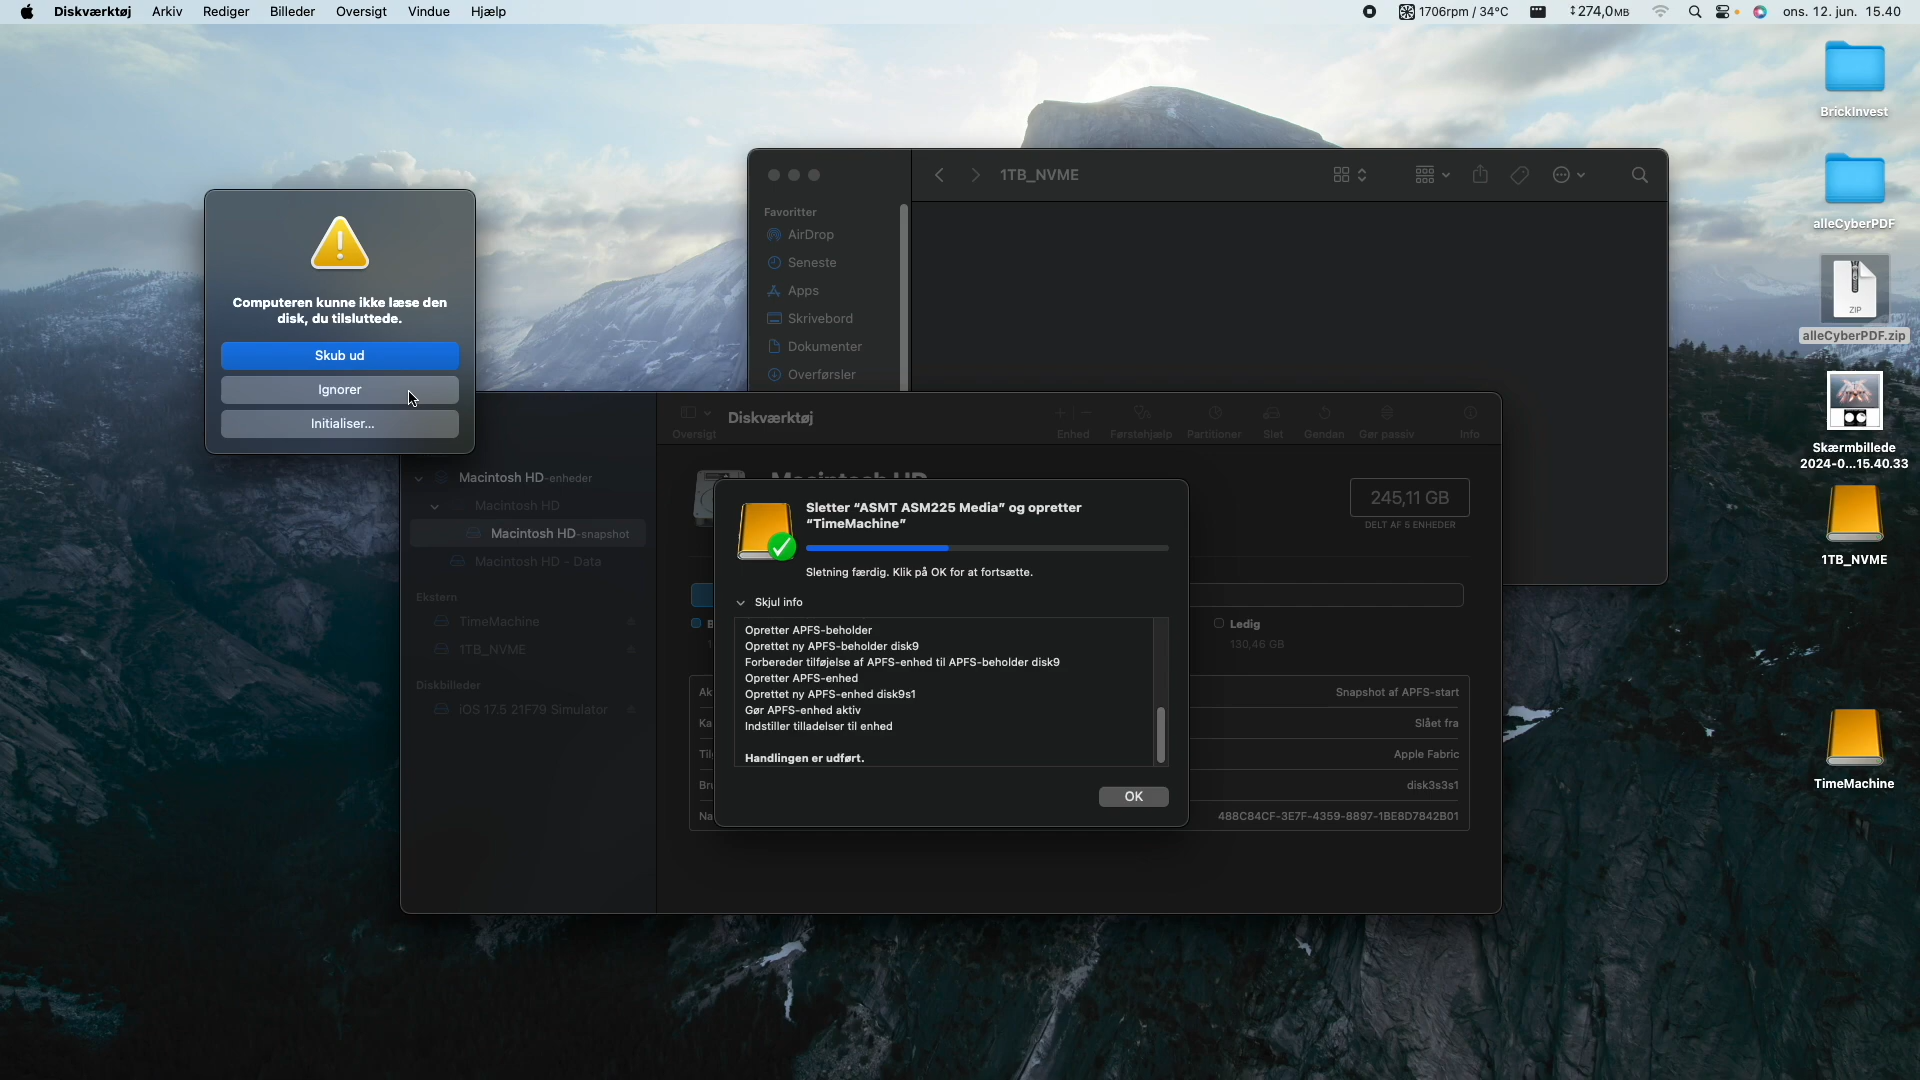 Diskværktøj Arkiv Rediger Billeder Oversigt Vindue Hjælp
1706rpm / 34°C 274,0MB ons. 12. jun. 15.40
BrickInvest
alleCyberPDF
ZIP
alleCyberPDF.zip
Skærmbillede
2024-0...15.40.33
1TB_NVME
TimeMachine
1TB_NVME
Favoritter
AirDrop
Seneste
Apps
Skrivebord
Dokumenter
Overførsler
Computeren kunne ikke læse den
disk, du tilsluttede.
Skub ud
Ignorer
Initialiser...
Oversigt
Diskværktøj
Enhed Førstehjælp Partitioner Slet Gendan Gør passiv Info
Macintosh HD-enheder
Macintosh HD
Macintosh HD-snapshot
Macintosh HD - Data
Ekstern
TimeMachine
1TB_NVME
Diskbilleder
iOS 17.5 21F79 Simulator
Macintosh HD
245,11 GB
DELT AF 5 ENHEDER
Ledig
130,46 GB
Snapshot af APFS-start
Slået fra
Apple Fabric
disk3s3s1
488C84CF-3E7F-4359-8897-1BE8D7842B01
Sletter "ASMT ASM225 Media" og opretter
"TimeMachine"
Sletning færdig. Klik på OK for at fortsætte.
Skjul info
Opretter APFS-beholder
Oprettet ny APFS-beholder disk9
Forbereder tilføjelse af APFS-enhed til APFS-beholder disk9
Opretter APFS-enhed
Oprettet ny APFS-enhed disk9s1
Gør APFS-enhed aktiv
Indstiller tilladelser til enhed
Handlingen er udført.
OK